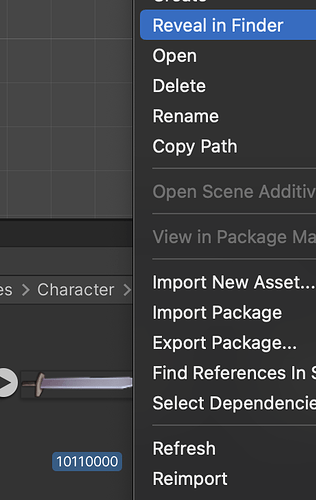 Reveal in Finder
Open
Delete
Rename
Copy Path
Open Scene Additiv
View in Package Ma
es > Character >
Import New Asset...
Import Package
Export Package...
Find References In S
Select Dependencie
10110000
Refresh
Reimport